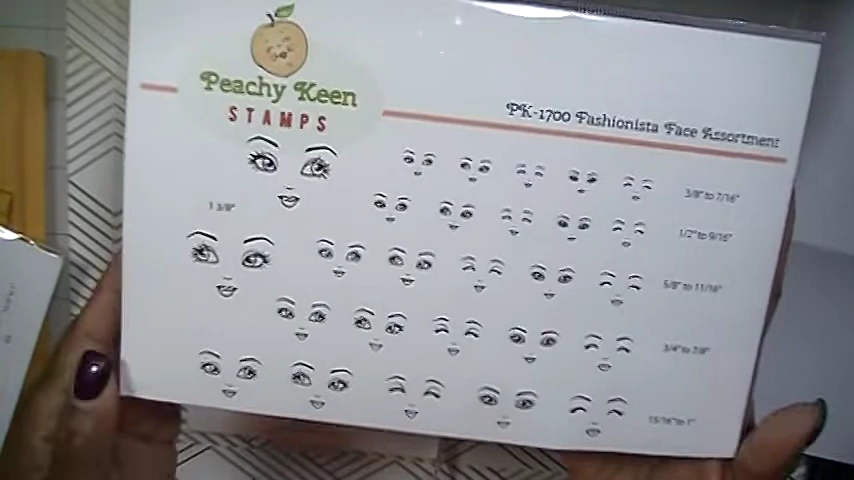 Peachy Keen
STAMPS
PK-1700 Fashionista Face Assortment
3/8" to 7/16"
1 3/8"
1/2" to 9/16"
5/8" to 11/16"
3/4" to 7/8"
15/16" to 1"